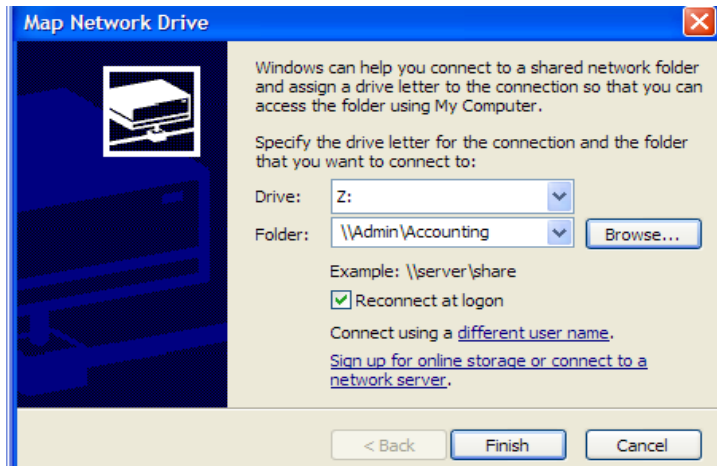 Map Network Drive
Windows can help you connect to a shared network folder
and assign a drive letter to the connection so that you can
access the folder using My Computer.
Specify the drive letter for the connection and the folder
that you want to connect to:
Drive: Z:
Folder: \\Admin\Accounting Browse...
Example: \\server\share
Reconnect at logon
Connect using a different user name.
Sign up for online storage or connect to a
network server.
< Back Finish Cancel